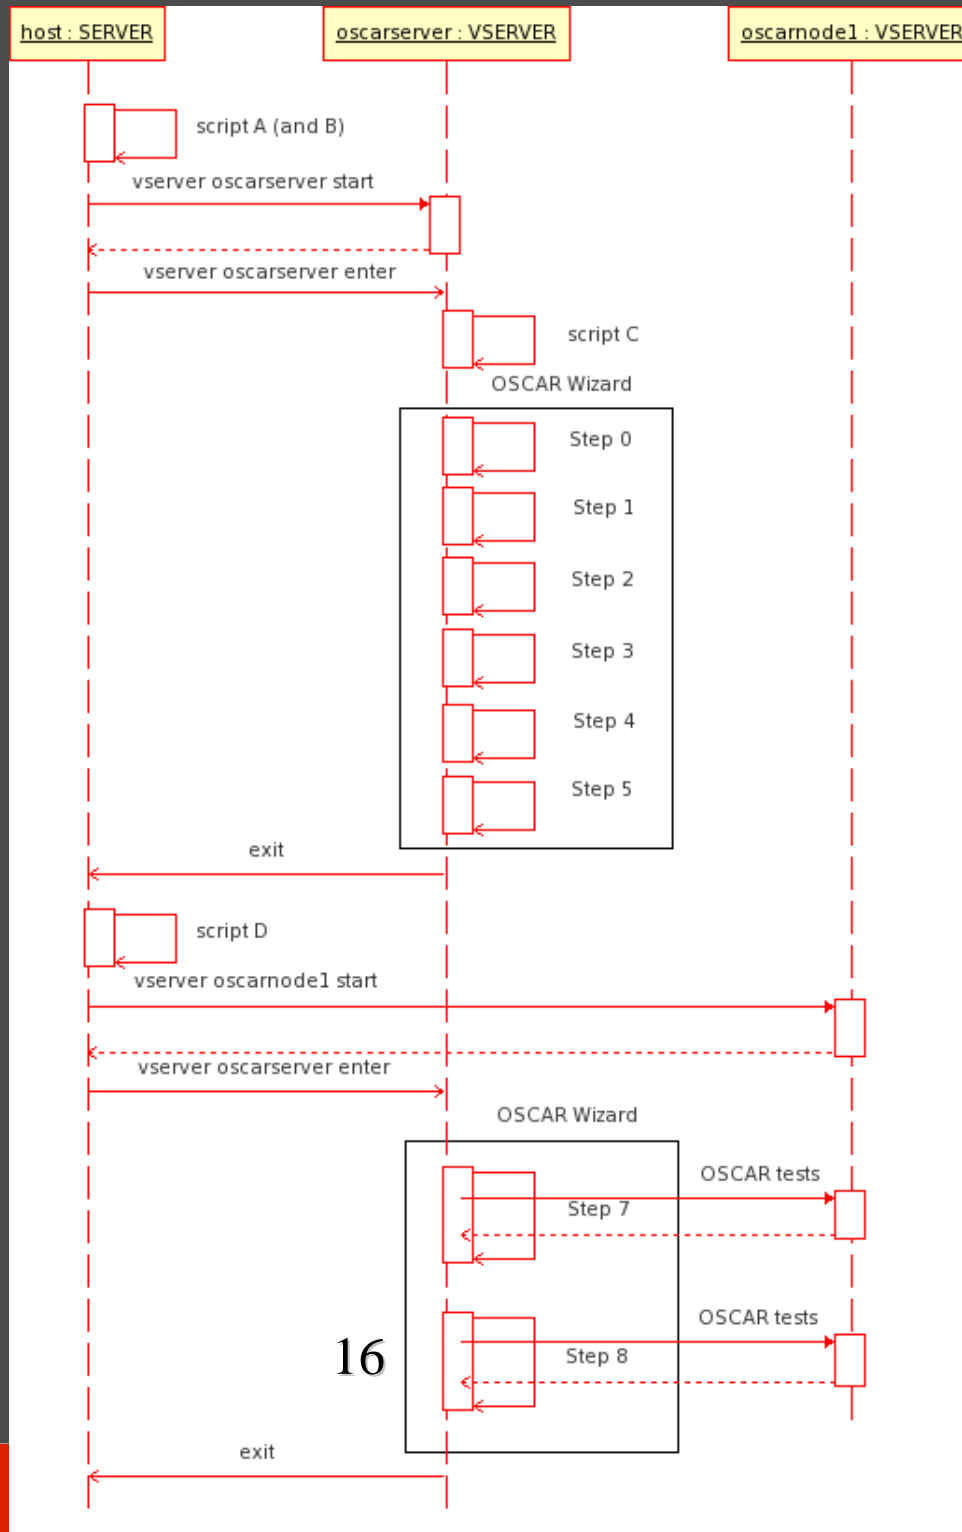 host : SERVER
oscarserver : VSERVER
oscarnode1 : VSERVER
script A (and B)
vserver oscarserver start
vserver oscarserver enter
script C
OSCAR Wizard
Step 0
Step 1
Step 2
Step 3
Step 4
Step 5
exit
script D
vserver oscarnode1 start
vserver oscarserver enter
OSCAR Wizard
OSCAR tests
Step 7
OSCAR tests
Step 8
16
exit